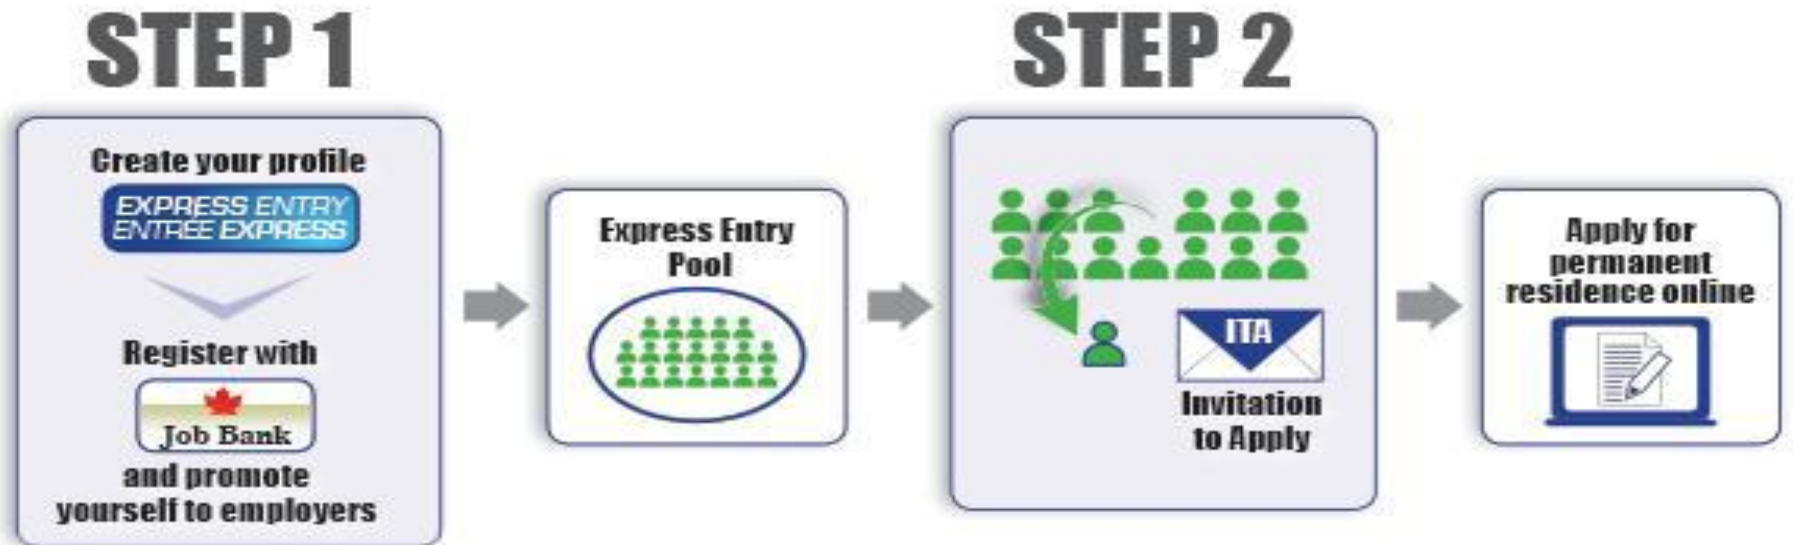 STEP 1
Create your profile
EXPRESS ENTRY
ENTRÉE EXPRESS
Register with
Job Bank
and promote
yourself to employers
Express Entry
Pool
STEP 2
ITA
Invitation
to Apply
Apply for
permanent
residence online